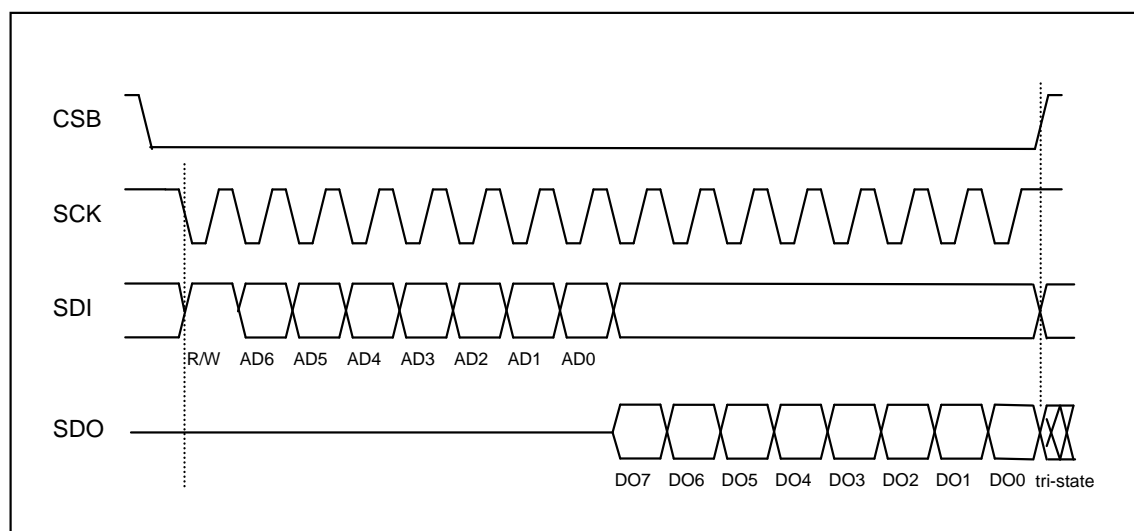 CSB
SCK
SDI
R/W AD6 AD5 AD4 AD3 AD2 AD1 AD0
SDO
DO7 DO6 DO5 DO4 DO3 DO2 DO1 DO0 tri-state